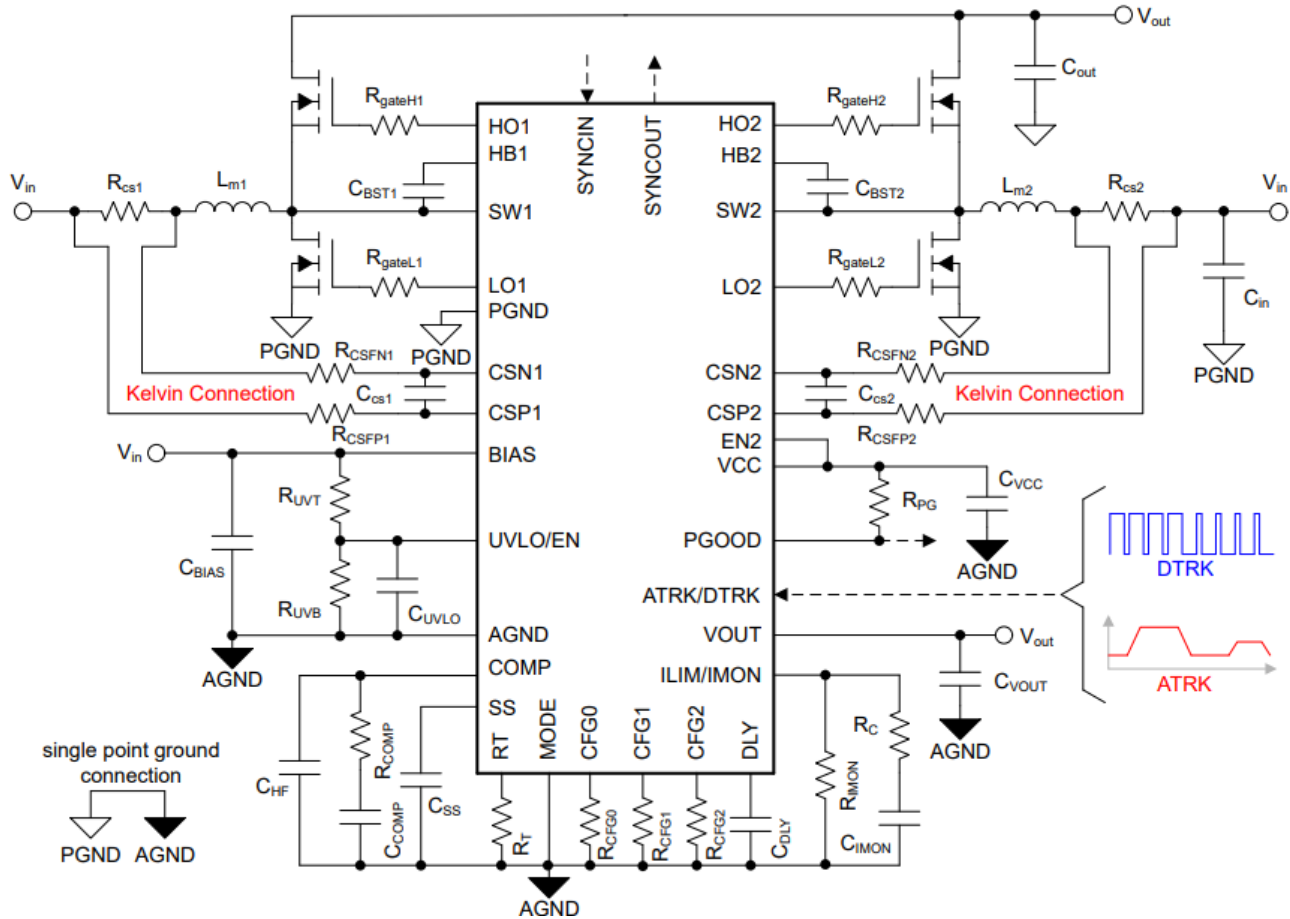 Vout
Cout
RgateH1
RgateH2
HO1
SYNCIN
SYNCOUT
HO2
HB1
HB2
Vin
Rcs1
Lm1
CBST1
CBST2
Lm2
Rcs2
Vin
SW1
SW2
RgateL1
RgateL2
LO1
LO2
Cin
PGND
PGND
PGND
PGND
PGND
RCSFN1
CSN1
CSN2
RCSFN2
Kelvin Connection
Ccs1
Ccs2
Kelvin Connection
CSP1
CSP2
RCSFP1
RCSFP2
EN2
Vin
BIAS
VCC
RUVT
RPG
CVCC
UVLO/EN
PGOOD
DTRK
CBIAS
AGND
RUVB
CUVLO
ATRK/DTRK
AGND
VOUT
Vout
AGND
COMP
ILIM/IMON
CVOUT
ATRK
SS
RC
AGND
single point ground
connection
RT
MODE
CFG0
CFG1
CFG2
DLY
CHF
RCOMP
CCOMP
CSS
RT
RCFG0
RCFG1
RCFG2
CDLY
RIMON
CIMON
PGND
AGND
AGND